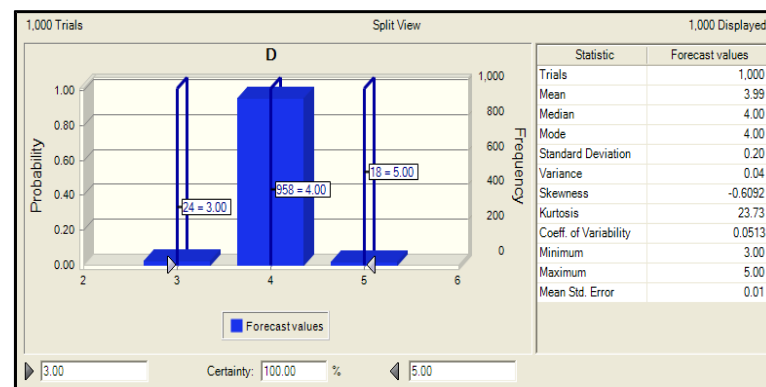 1,000 Trials Split View 1,000 Displayed
D
Probability
1.00
0.80
0.60
0.40
0.20
0.00
24 = 3.00
958 = 4.00
18 = 5.00
1,000
800
600
400
200
0
Frequency
2 3 4 5 6
Forecast values
Statistic Forecast values
Trials 1,000
Mean 3.99
Median 4.00
Mode 4.00
Standard Deviation 0.20
Variance 0.04
Skewness -0.6092
Kurtosis 23.73
Coeff. of Variability 0.0513
Minimum 3.00
Maximum 5.00
Mean Std. Error 0.01
3.00 Certainty: 100.00 % 5.00